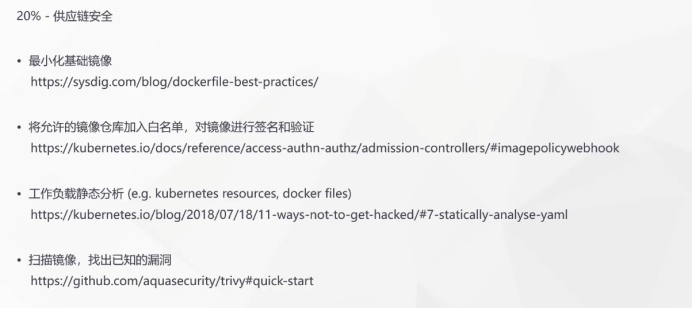 20% - 供应链安全
• 最小化基础镜像
https://sysdig.com/blog/dockerfile-best-practices/
• 将允许的镜像仓库加入白名单，对镜像进行签名和验证
https://kubernetes.io/docs/reference/access-authn-authz/admission-controllers/#imagepolicywebhook
• 工作负载静态分析 (e.g. kubernetes resources, docker files)
https://kubernetes.io/blog/2018/07/18/11-ways-not-to-get-hacked/#7-statically-analyse-yaml
• 扫描镜像，找出已知的漏洞
https://github.com/aquasecurity/trivy#quick-start